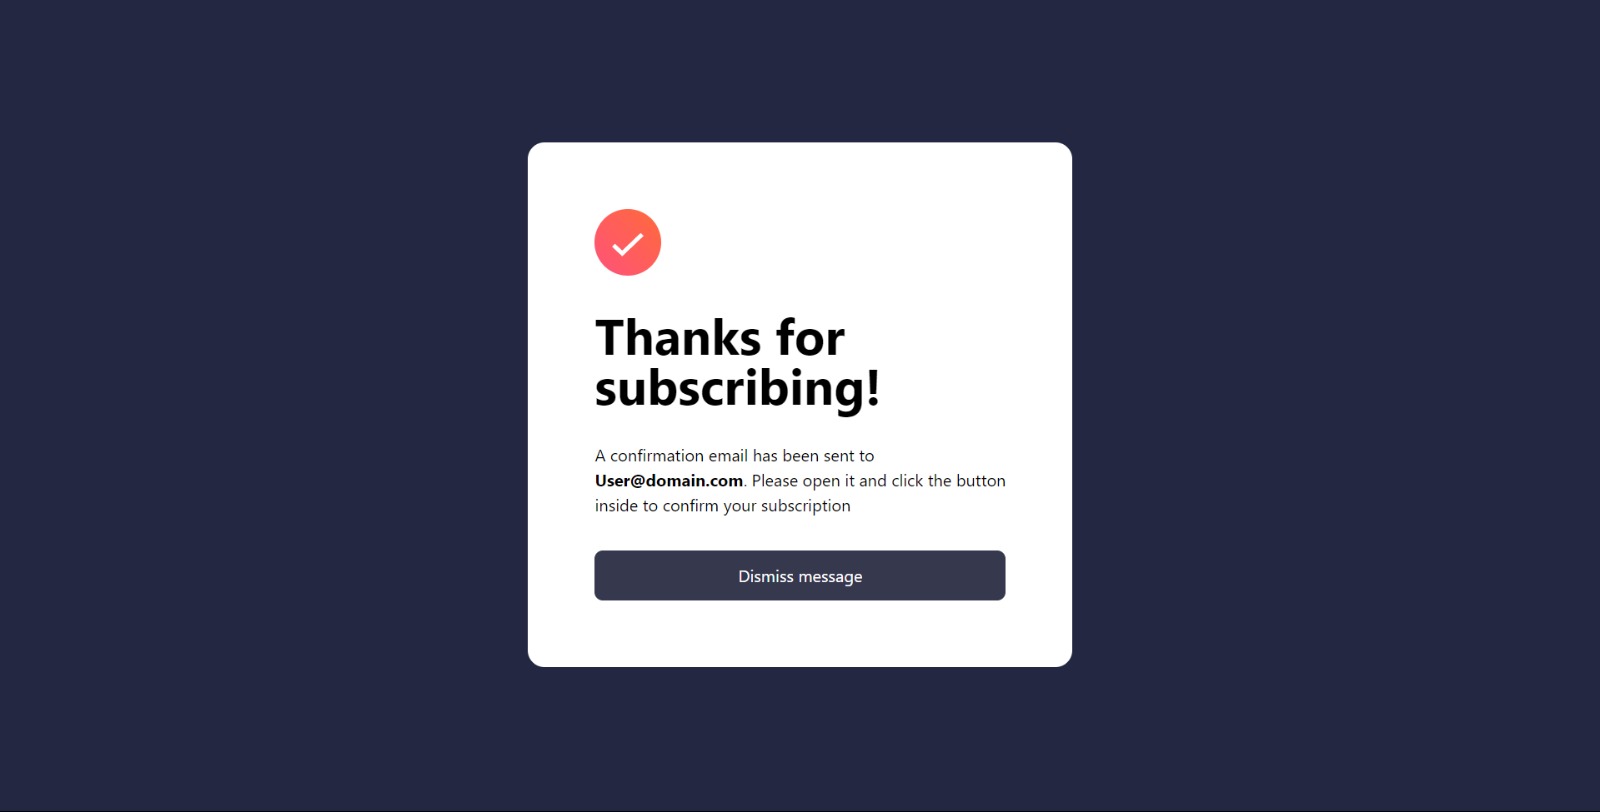 Thanks for
subscribing!
A confirmation email has been sent to
User@domain.com. Please open it and click the button
inside to confirm your subscription
Dismiss message